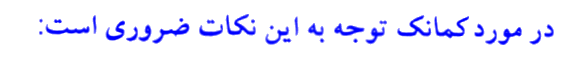 در مورد کمانک توجه به این نکات ضروری است: